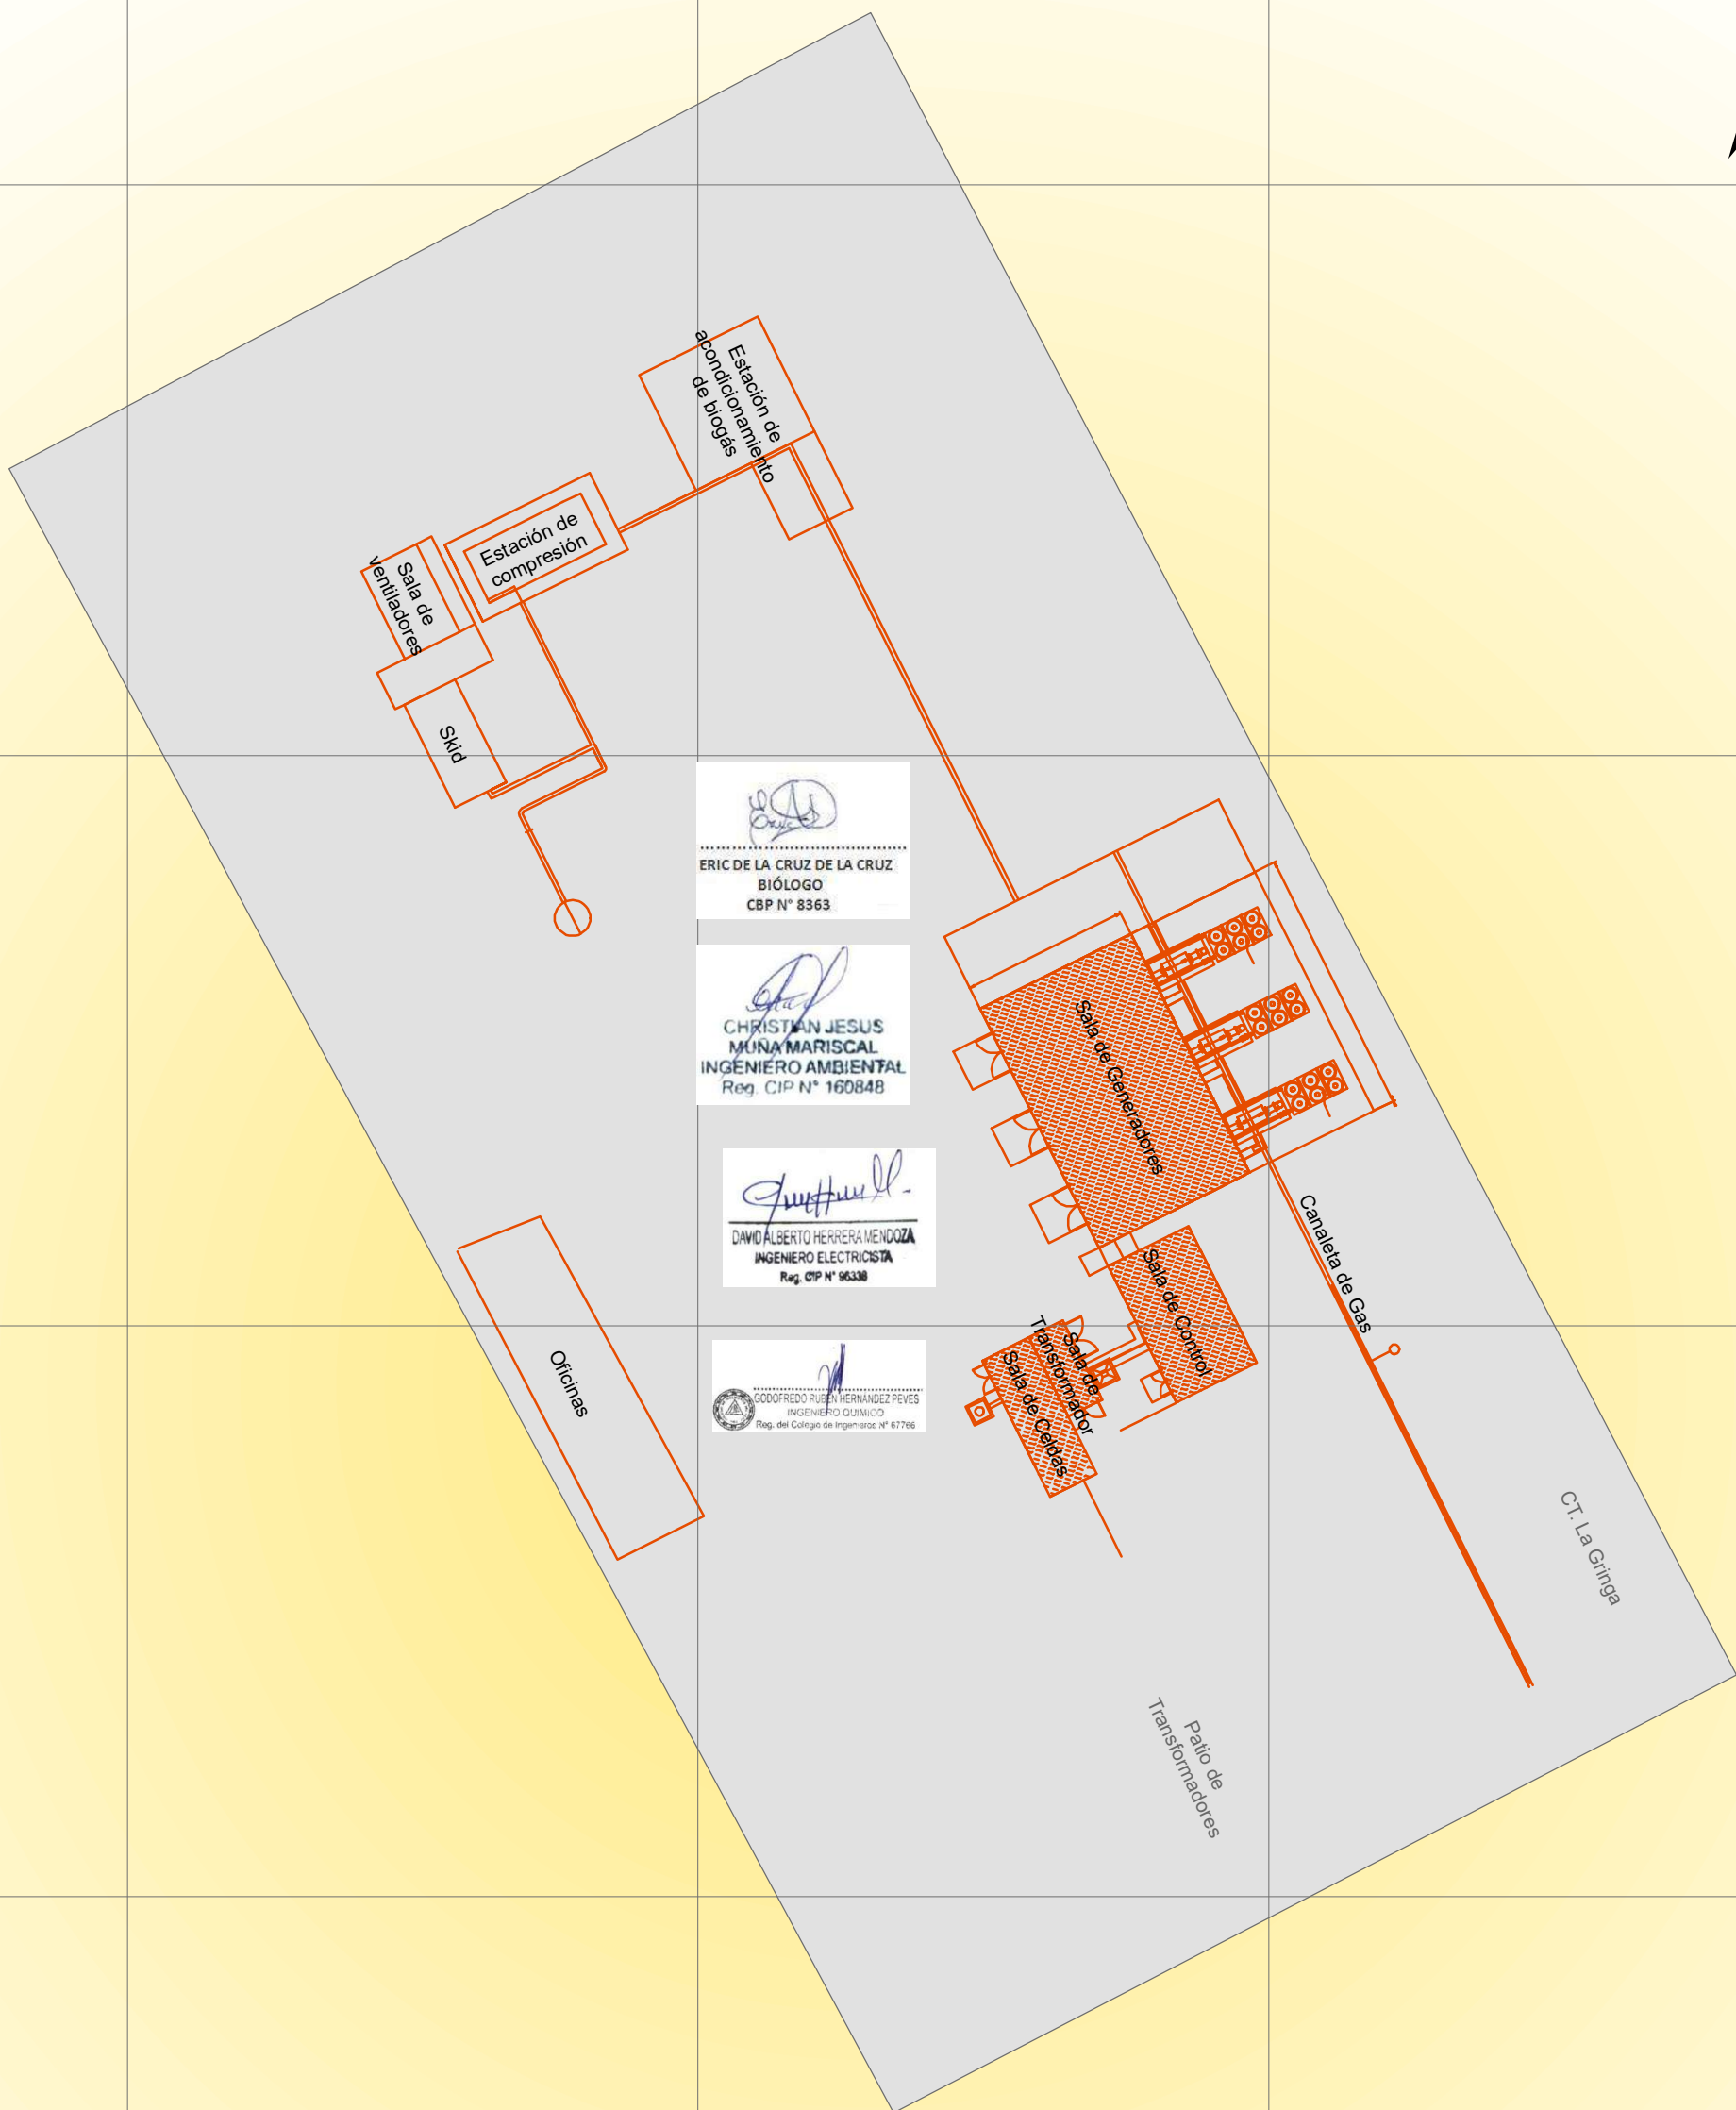 Estación de
acondicionamiento
de biogás
Estación de
compresión
Sala de
ventiladores
Skid
ERIC DE LA CRUZ DE LA CRUZ
BIÓLOGO
CBP N° 8363
CHRISTIAN JESUS
MUÑA MARISCAL
INGENIERO AMBIENTAL
Reg. CIP N° 160848
DAVID ALBERTO HERRERA MENDOZA
INGENIERO ELECTRICISTA
Reg. CIP N° 96338
GODOFREDO RUBEN HERNANDEZ PEVES
INGENIERO QUIMICO
Reg. del Colegio de Ingenieros N° 67766
Sala de Generadores
Canaleta de Gas
Sala de Control
Sala de
Transformador
Sala de Celdas
Oficinas
CT. La Gringa
Patio de
Transformadores